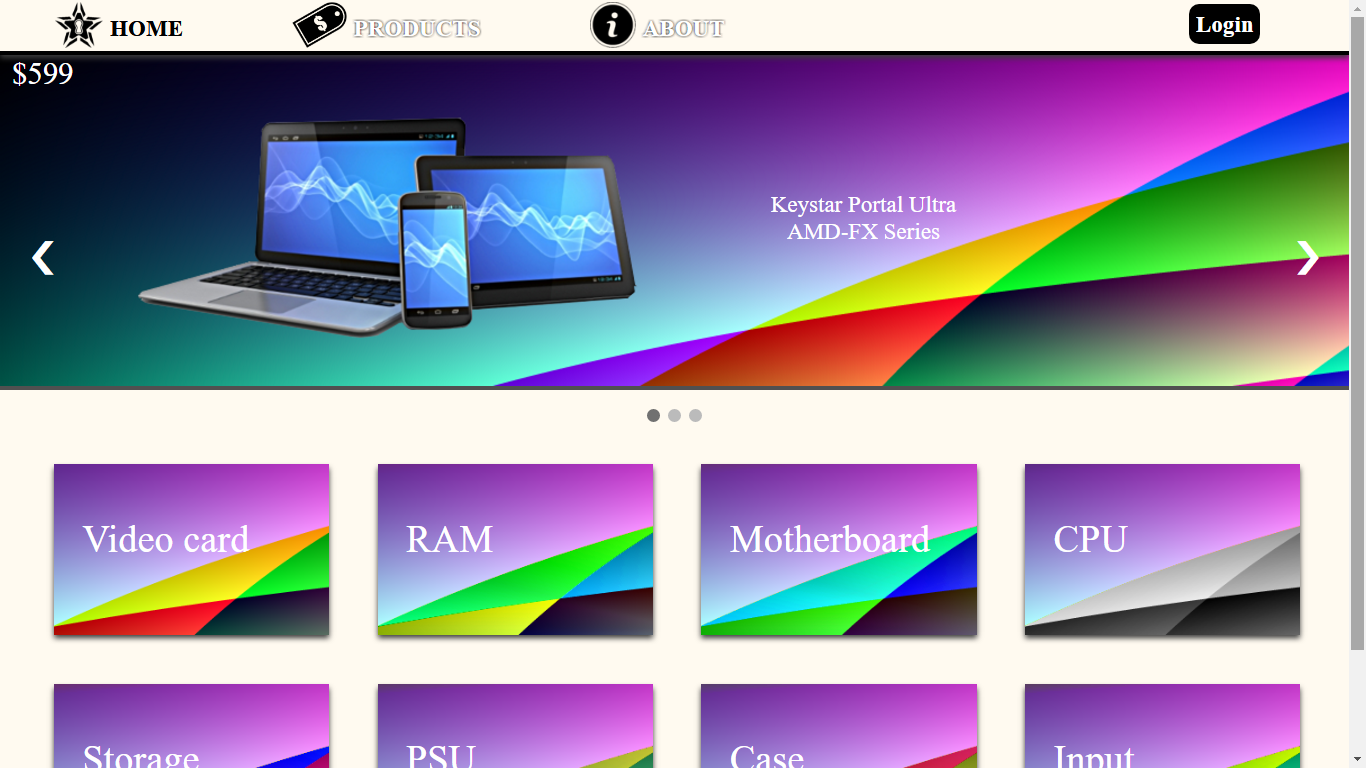 HOME
PRODUCTS
ABOUT
Login
$599
Keystar Portal Ultra
AMD-FX Series
Video card
RAM
Motherboard
CPU
Storage
PSU
Case
Input